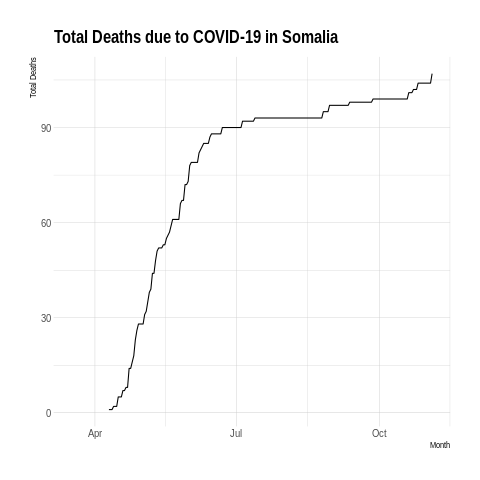 Total Deaths due to COVID-19 in Somalia
Total Deaths
90
60
30
0
Apr
Jul
Oct
Month